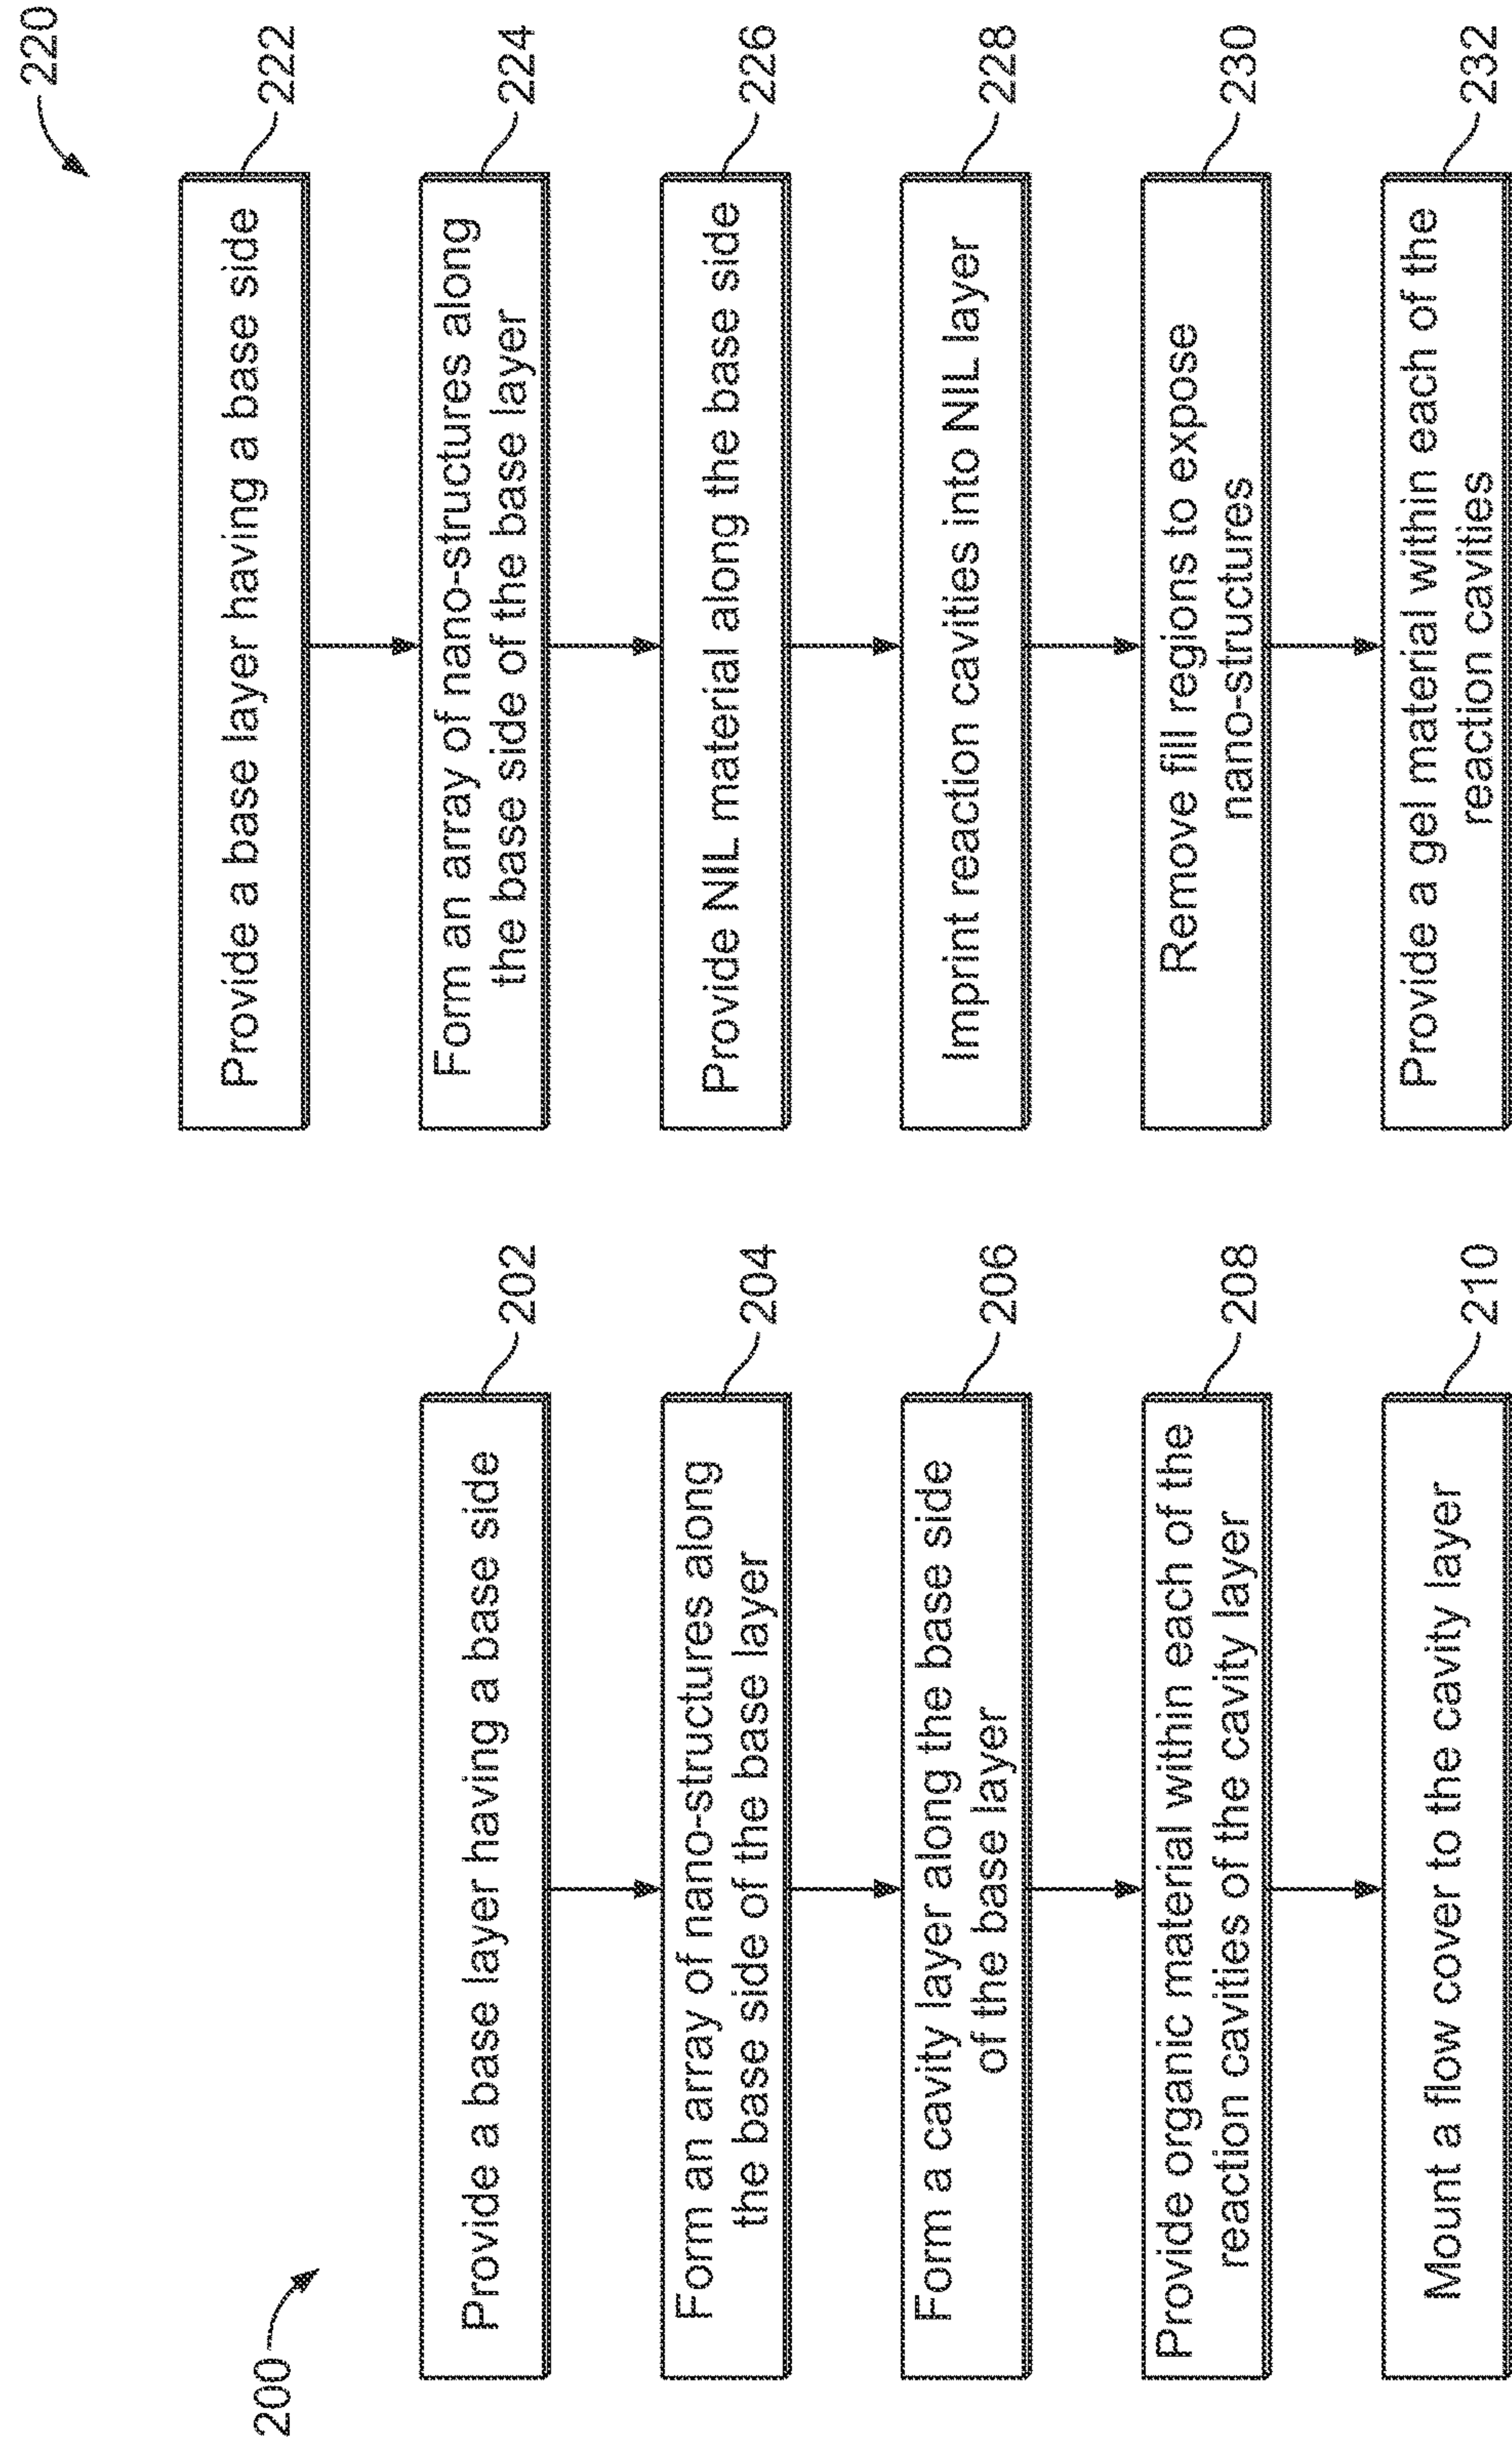 200
Provide a base layer having a base side
202
Form an array of nano-structures along
the base side of the base layer
204
Form a cavity layer along the base side
of the base layer
206
Provide organic material within each of the
reaction cavities of the cavity layer
208
Mount a flow cover to the cavity layer
210
220
Provide a base layer having a base side
222
Form an array of nano-structures along
the base side of the base layer
224
Provide NIL material along the base side
226
Imprint reaction cavities into NIL layer
228
Remove fill regions to expose
nano-structures
230
Provide a gel material within each of the
reaction cavities
232